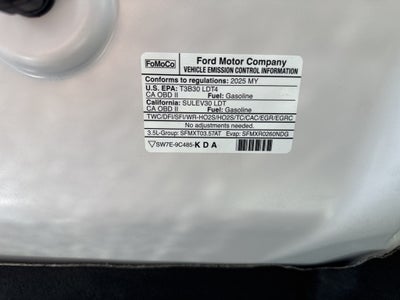 FoMoCo
Ford Motor Company
VEHICLE EMISSION CONTROL INFORMATION
Conforms to regulations: 2025 MY
U.S. EPA: T3B30 LDT4
CA OBD II Fuel: Gasoline
California: SULEV30 LDT
CA OBD II Fuel: Gasoline
TWC/DFI/SFI/WR-HO2S/HO2S/TC/CAC/EGR/EGRC
No adjustments needed.
3.5L-Group: SFMXT03.57AT Evap: SFMXR0260NDG
SW7E-9C485-KDA